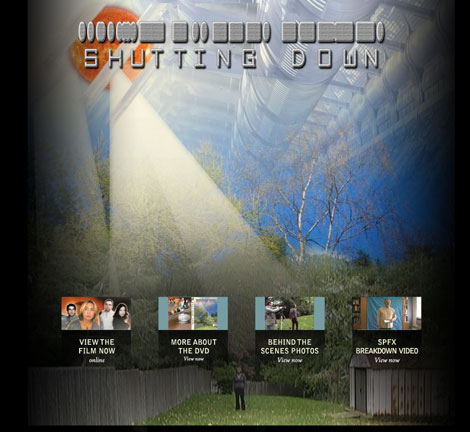 SHUTTING DOWN
VIEW THE
FILM NOW
online
MORE ABOUT
THE DVD
View now
BEHIND THE
SCENES PHOTOS
View now
SPFX
BREAKDOWN VIDEO
View now